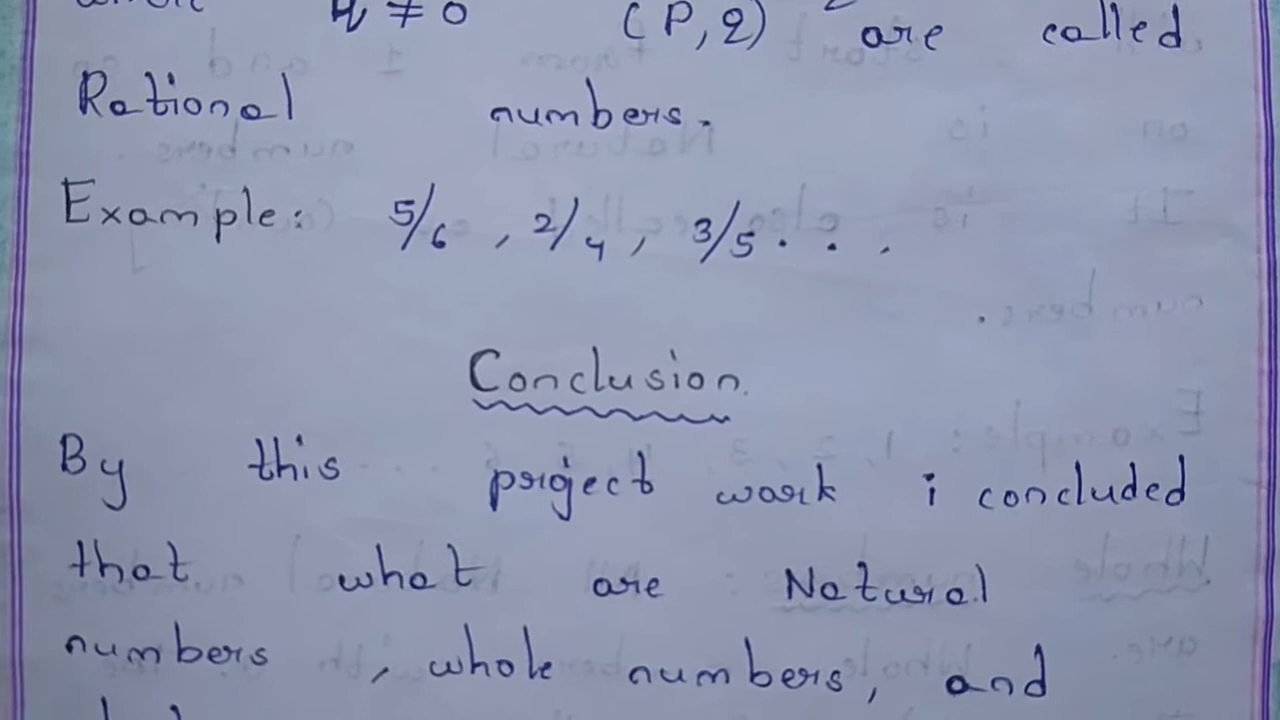 q ≠ 0 (P,q) are called
Rational numbers.
Example: 5/6 , 2/4 , 3/5 . . .
Conclusion.
By this project work i concluded
that what are Natural
numbers , whole numbers, and